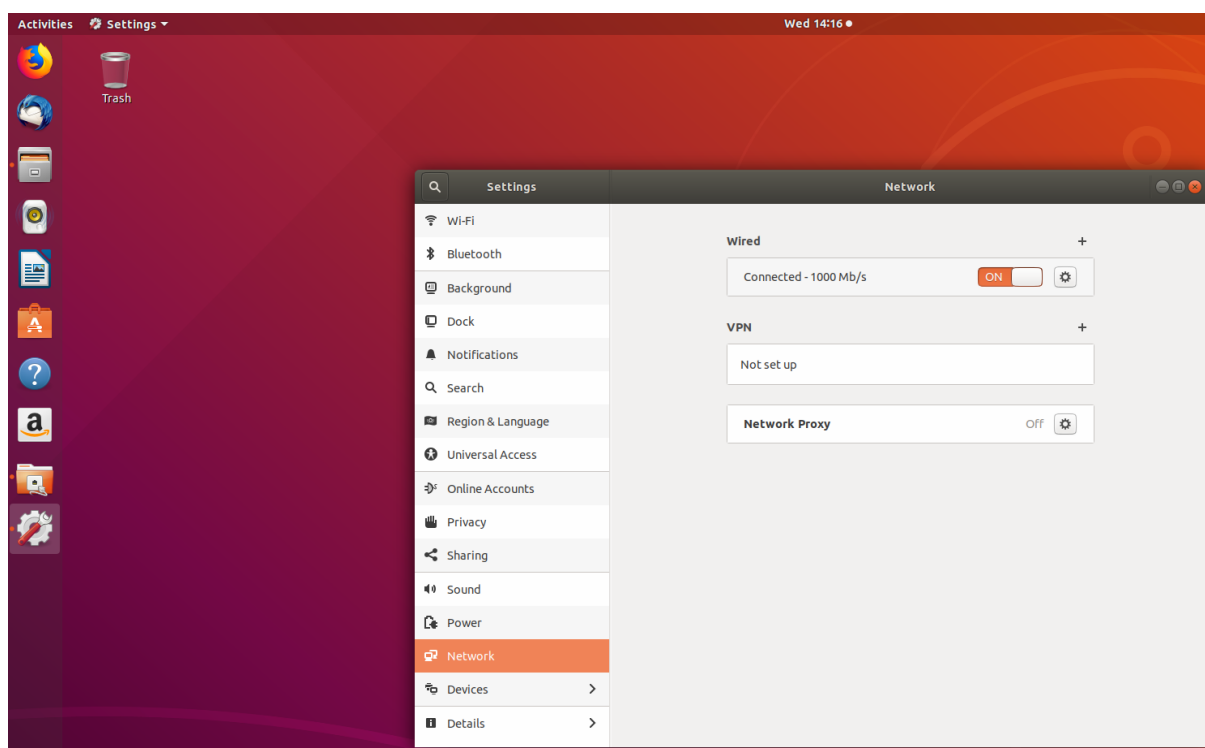 Activities Settings Wed 14:16
Trash
Settings Network
Wi-Fi
Bluetooth
Background
Dock
Notifications
Search
Region & Language
Universal Access
Online Accounts
Privacy
Sharing
Sound
Power
Network
Devices
Details
Wired +
Connected - 1000 Mb/s ON
VPN +
Not set up
Network Proxy Off